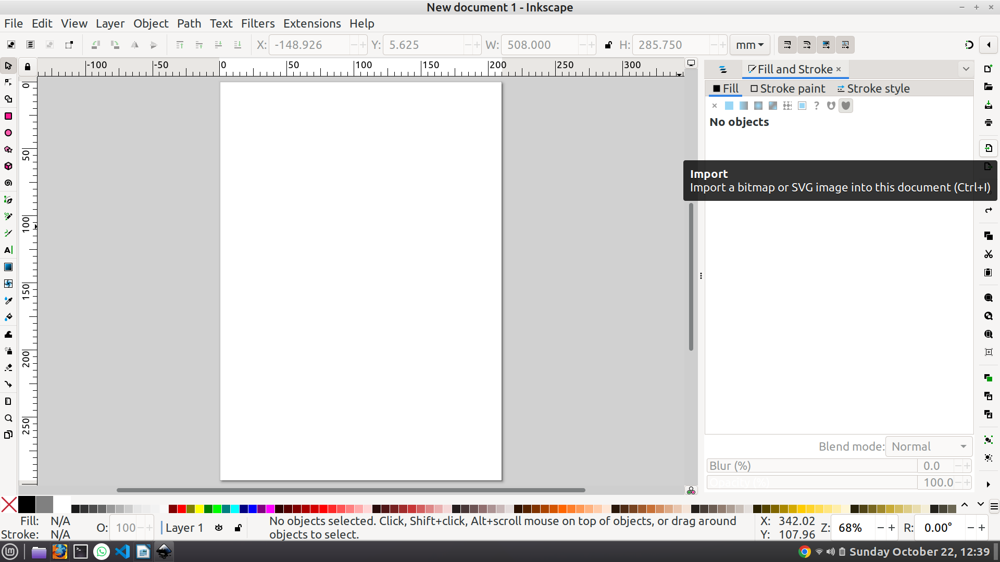 New document 1 - Inkscape
File Edit View Layer Object Path Text Filters Extensions Help
X: -148.926 Y: 5.625 W: 508.000 H: 285.750 mm
-100 -50 0 50 100 150 200 250 300
0
50
100
150
200
250
Fill and Stroke
Fill Stroke paint Stroke style
?
No objects
Import
Import a bitmap or SVG image into this document (Ctrl+I)
Blend mode: Normal
Blur (%) 0.0
Opacity (%) 100.0
Fill: N/A
Stroke: N/A
O: 100
Layer 1
No objects selected. Click, Shift+click, Alt+scroll mouse on top of objects, or drag around
objects to select.
X: 342.02
Y: 107.96
Z: 68% R: 0.00°
Sunday October 22, 12:39